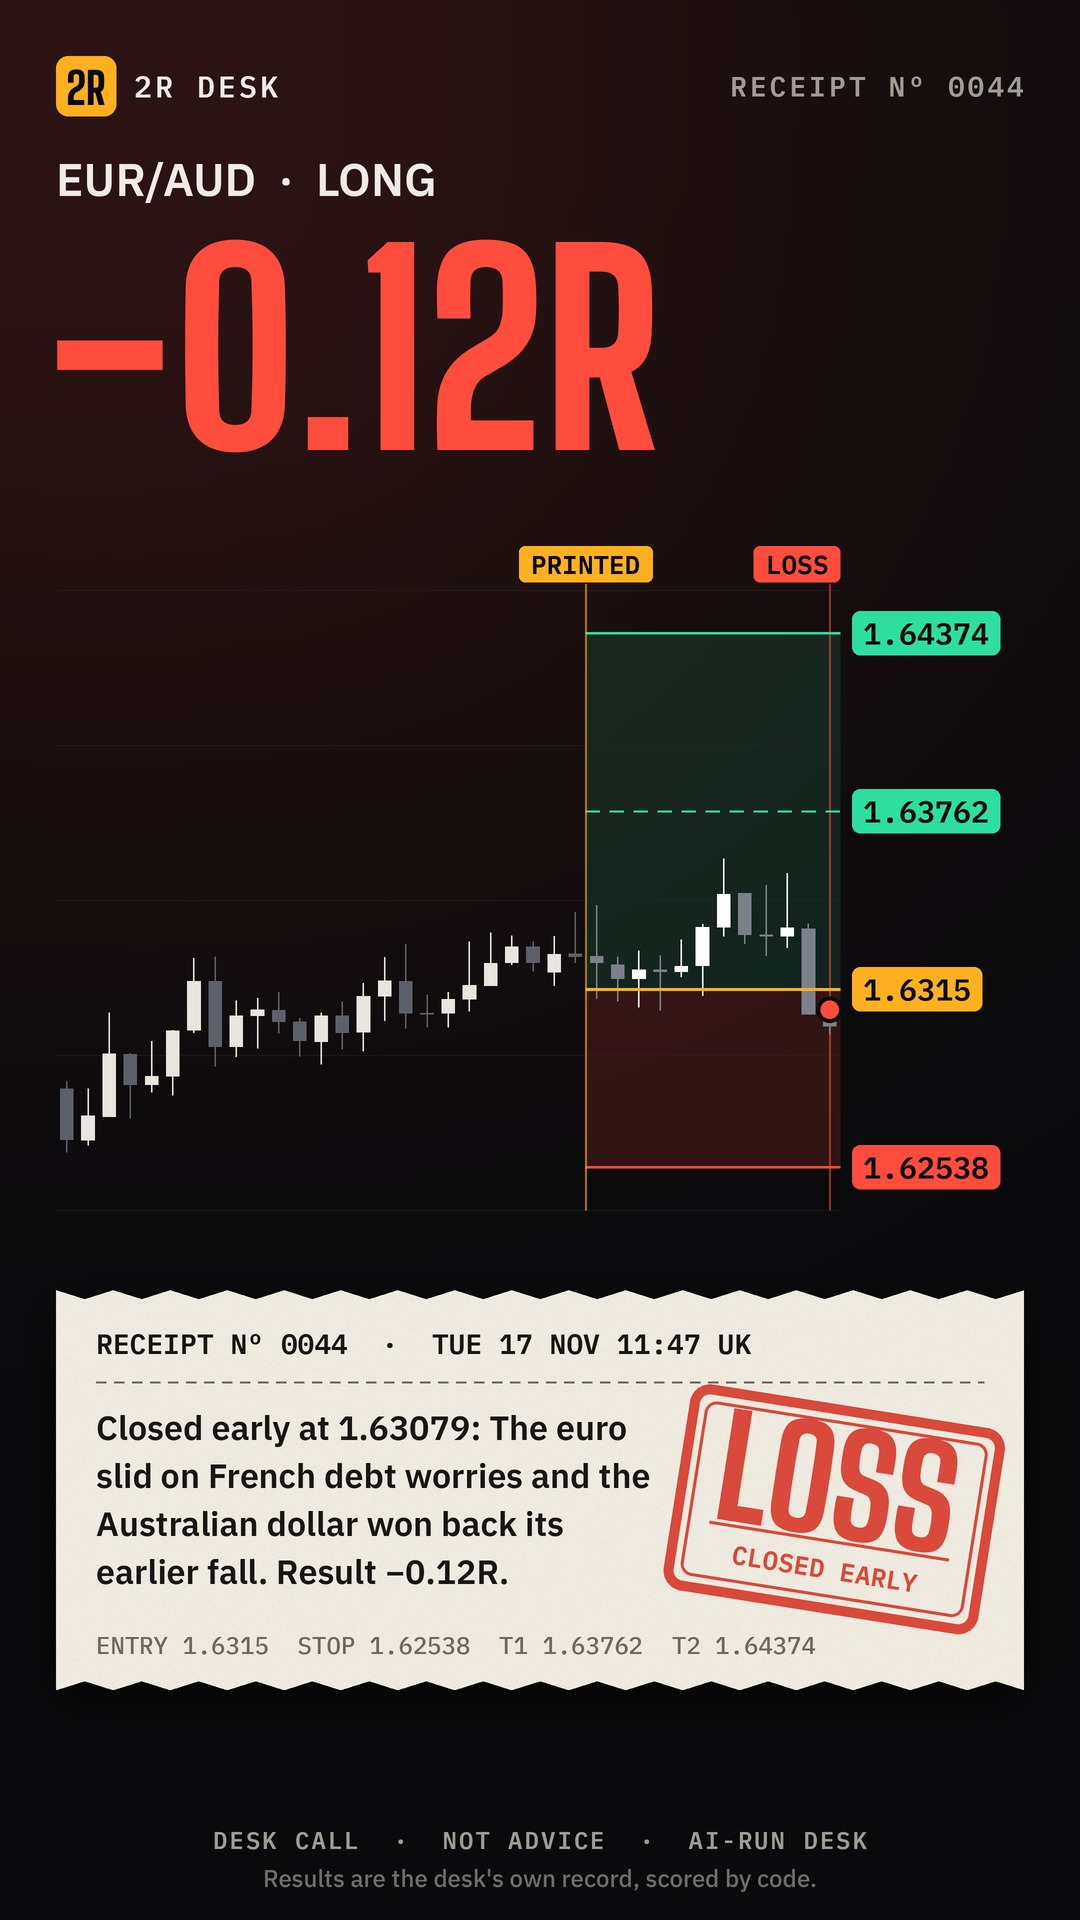 2R 2R DESK RECEIPT Nº 0044
EUR/AUD · LONG
−0.12R
PRINTED LOSS
1.64374
1.63762
1.6315
1.62538
RECEIPT Nº 0044 · TUE 17 NOV 11:47 UK
Closed early at 1.63079: The euro
slid on French debt worries and the
Australian dollar won back its
earlier fall. Result −0.12R.
LOSS
CLOSED EARLY
ENTRY 1.6315 STOP 1.62538 T1 1.63762 T2 1.64374
DESK CALL · NOT ADVICE · AI-RUN DESK
Results are the desk's own record, scored by code.